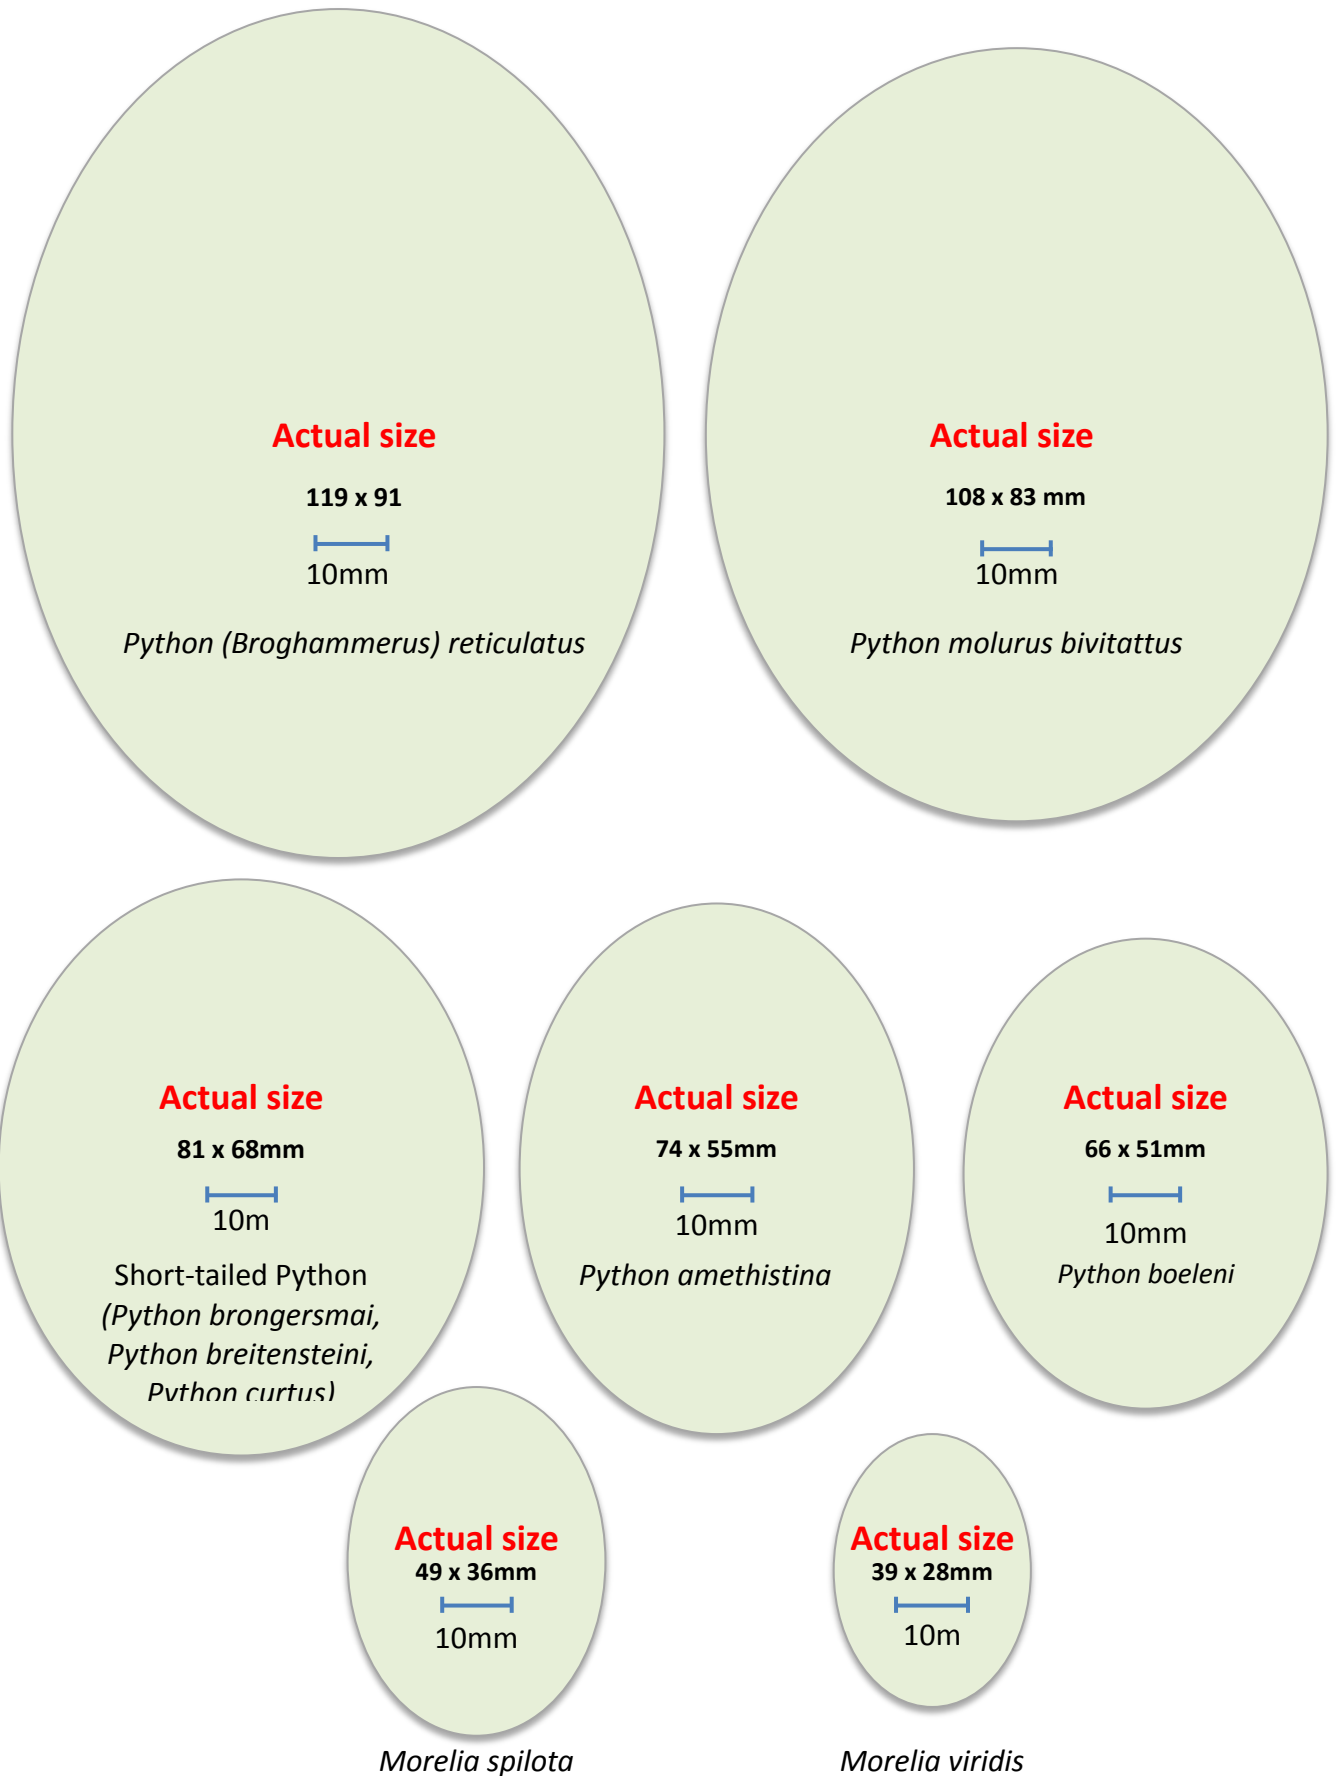 Actual size
119 x 91
10mm
Python (Broghammerus) reticulatus
Actual size
108 x 83 mm
10mm
Python molurus bivitattus
Actual size
81 x 68mm
10m
Short-tailed Python
(Python brongersmai,
Python breitensteini,
Python curtus)
Actual size
74 x 55mm
10mm
Python amethistina
Actual size
66 x 51mm
10mm
Python boeleni
Actual size
49 x 36mm
10mm
Morelia spilota
Actual size
39 x 28mm
10m
Morelia viridis